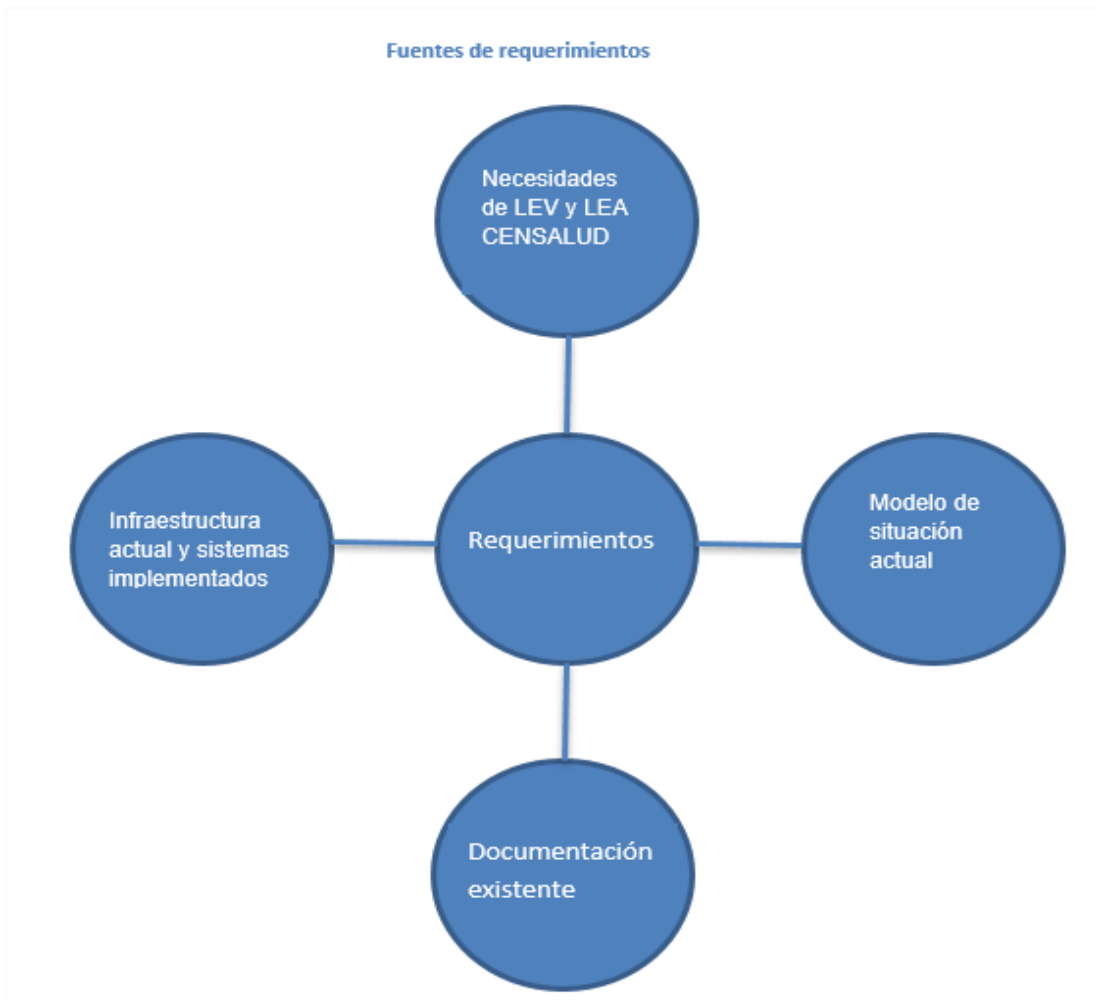 Fuentes de requerimientos
Necesidades
de LEV y LEA
CENSALUD
Infraestructura
actual y sistemas
implementados
Requerimientos
Modelo de
situación
actual
Documentación
existente